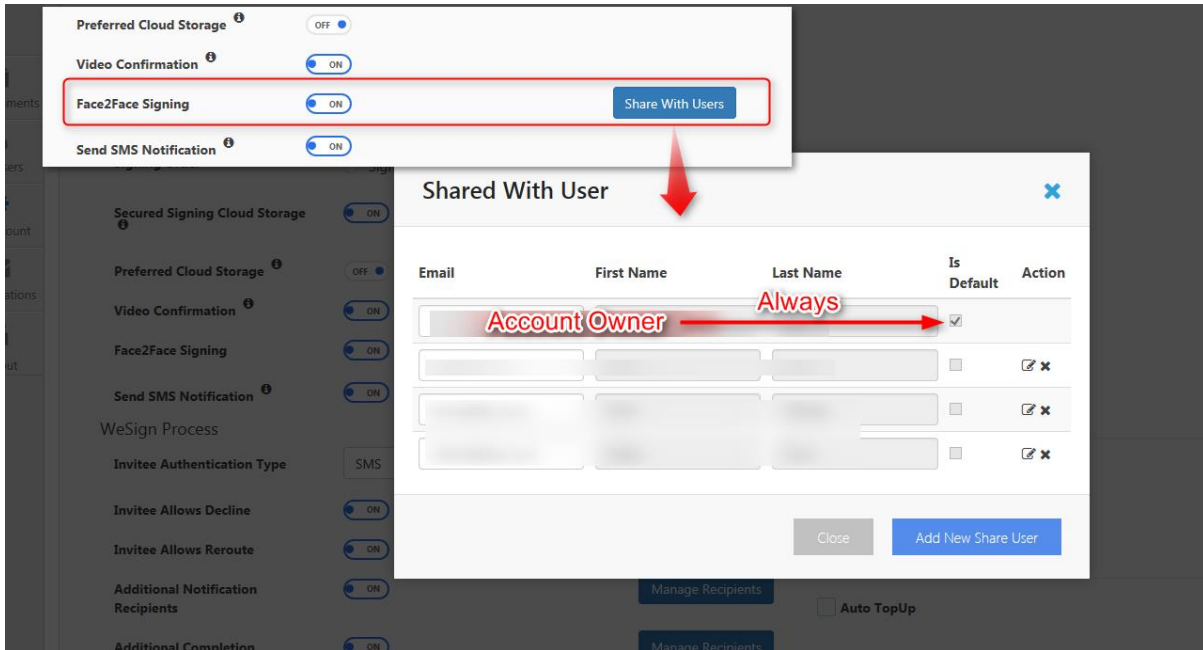 Preferred Cloud Storage OFF
Video Confirmation ON
Face2Face Signing ON Share With Users
Send SMS Notification ON
Secured Signing Cloud Storage ON
Preferred Cloud Storage OFF
Video Confirmation ON
Face2Face Signing ON
Send SMS Notification ON
WeSign Process
Invitee Authentication Type SMS
Invitee Allows Decline ON
Invitee Allows Reroute ON
Additional Notification
Recipients ON Manage Recipients
Auto TopUp
Additional Completion ON Manage Recipients
Shared With User
Email First Name Last Name Is Default Action
Account Owner Always
Close Add New Share User